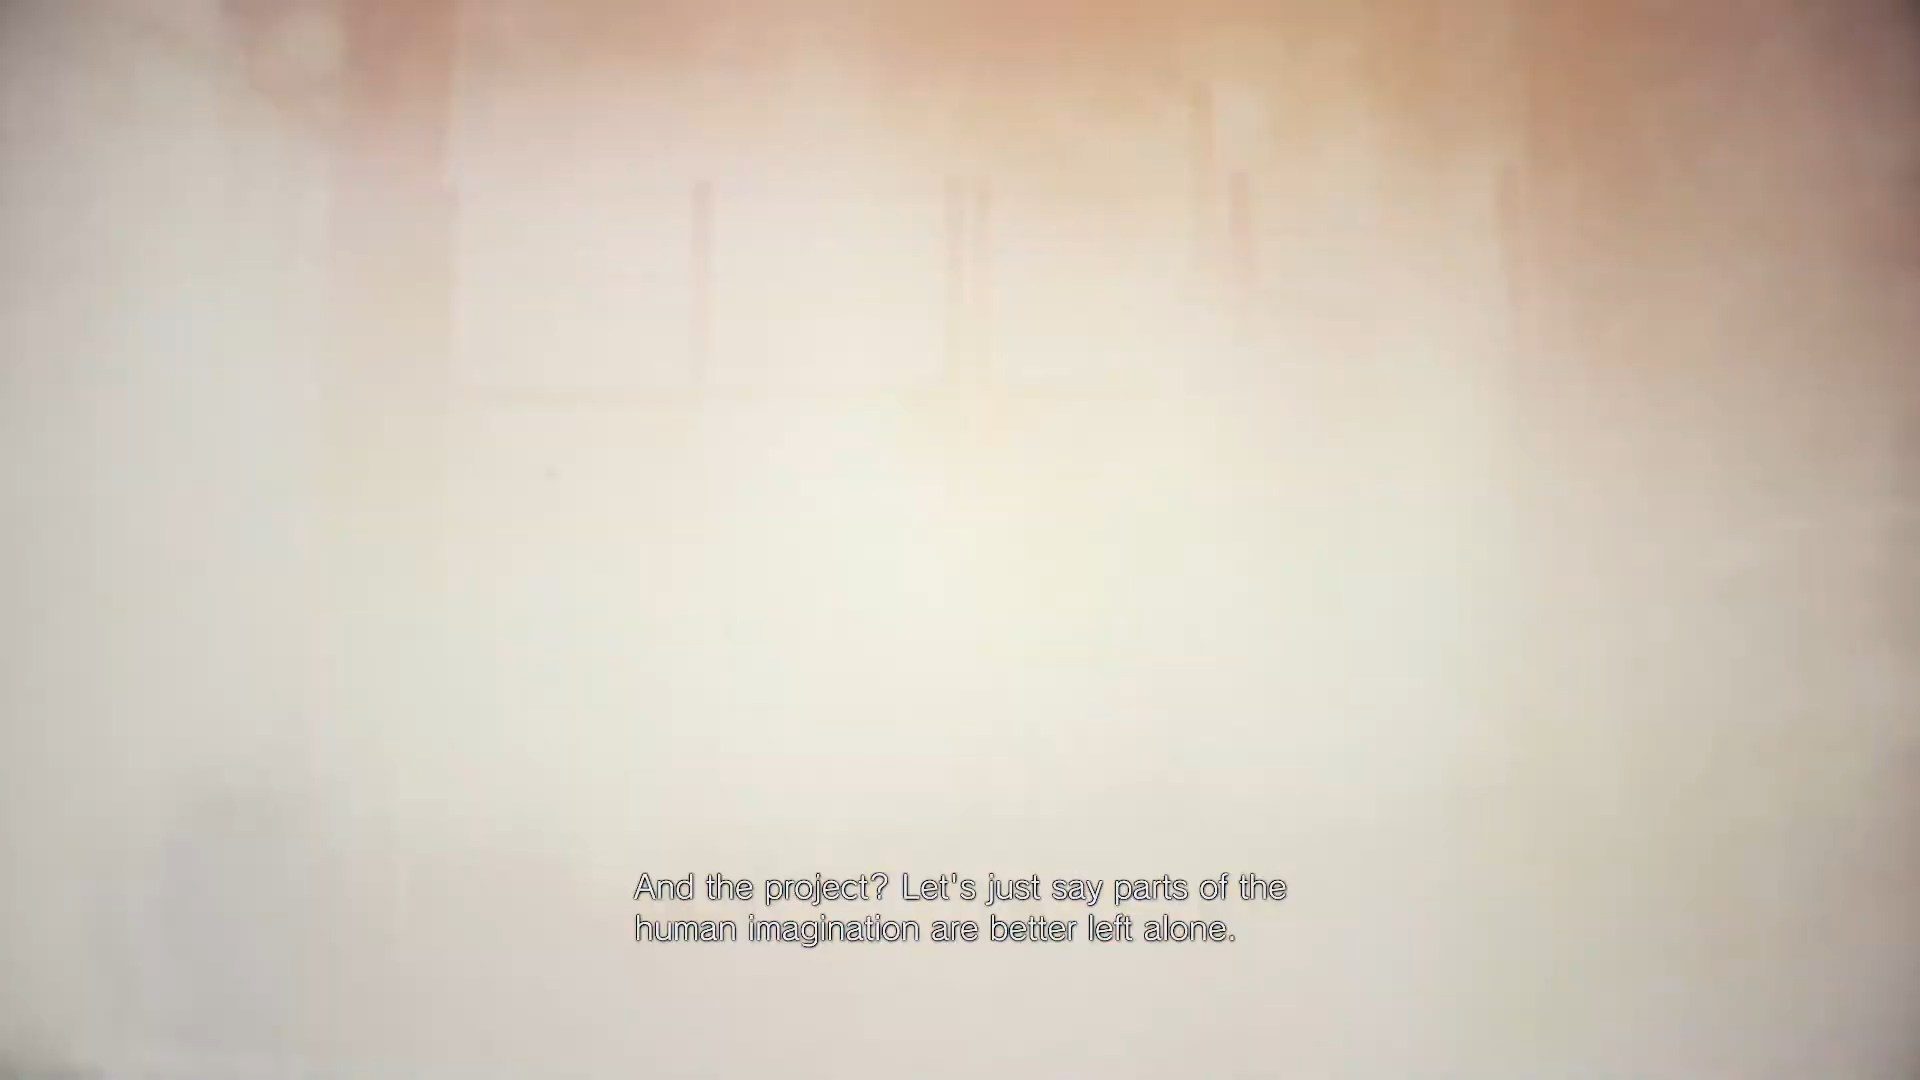 And the project? Let's just say parts of the
human imagination are better left alone.